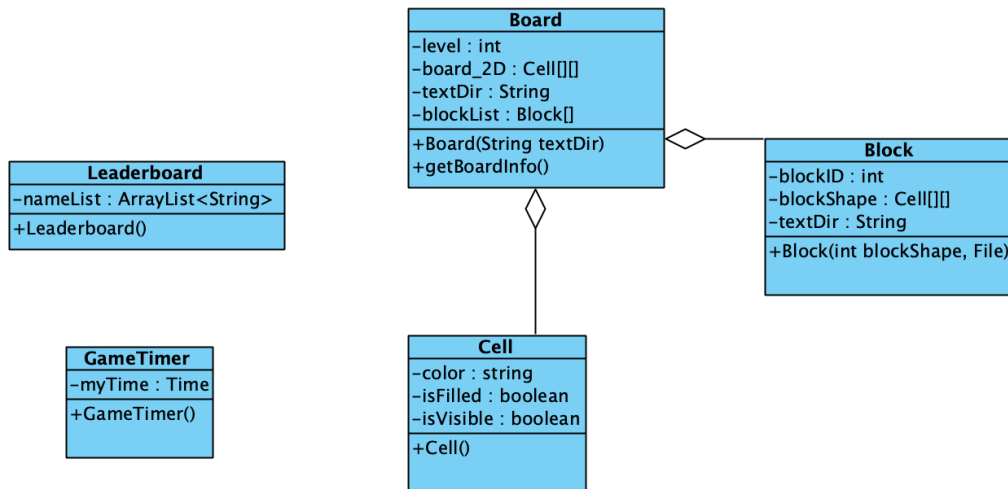 Board
-level : int
-board_2D : Cell[][]
-textDir : String
-blockList : Block[]
+Board(String textDir)
+getBoardInfo()
Leaderboard
-nameList : ArrayList<String>
+Leaderboard()
Block
-blockID : int
-blockShape : Cell[][]
-textDir : String
+Block(int blockShape, File)
GameTimer
-myTime : Time
+GameTimer()
Cell
-color : string
-isFilled : boolean
-isVisible : boolean
+Cell()